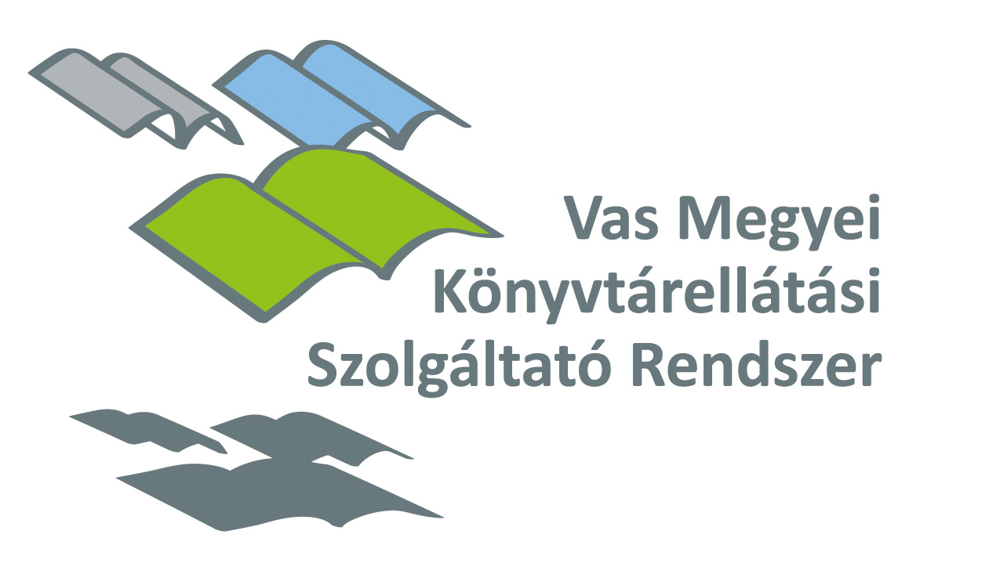 Vas Megyei
Könyvtárellátási
Szolgáltató Rendszer